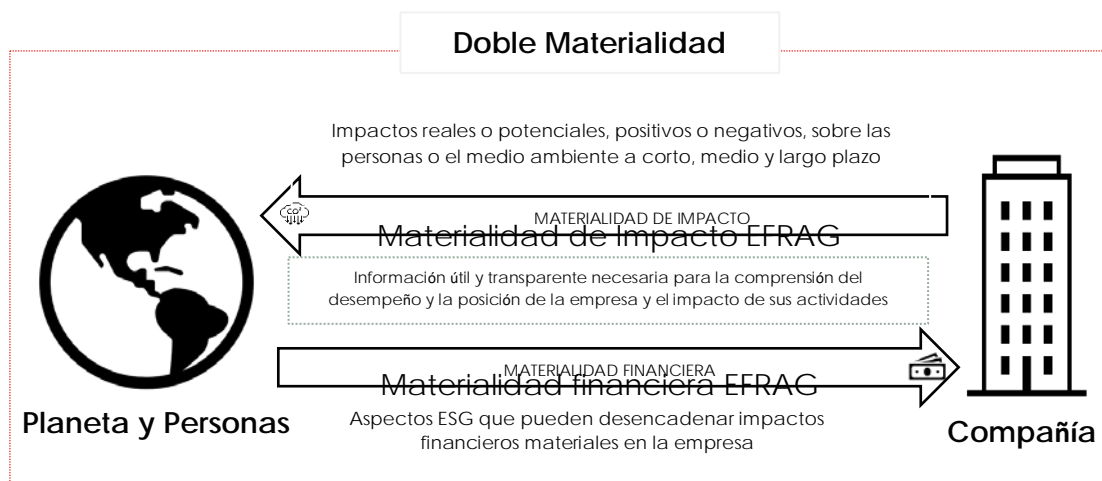 Doble Materialidad
Impactos reales o potenciales, positivos o negativos, sobre las
personas o el medio ambiente a corto, medio y largo plazo
CO²
MATERIALIDAD DE IMPACTO
Materialidad de Impacto EFRAG
Información útil y transparente necesaria para la comprensión del
desempeño y la posición de la empresa y el impacto de sus actividades
MATERIALIDAD FINANCIERA
Materialidad financiera EFRAG
Aspectos ESG que pueden desencadenar impactos
financieros materiales en la empresa
Planeta y Personas
Compañía